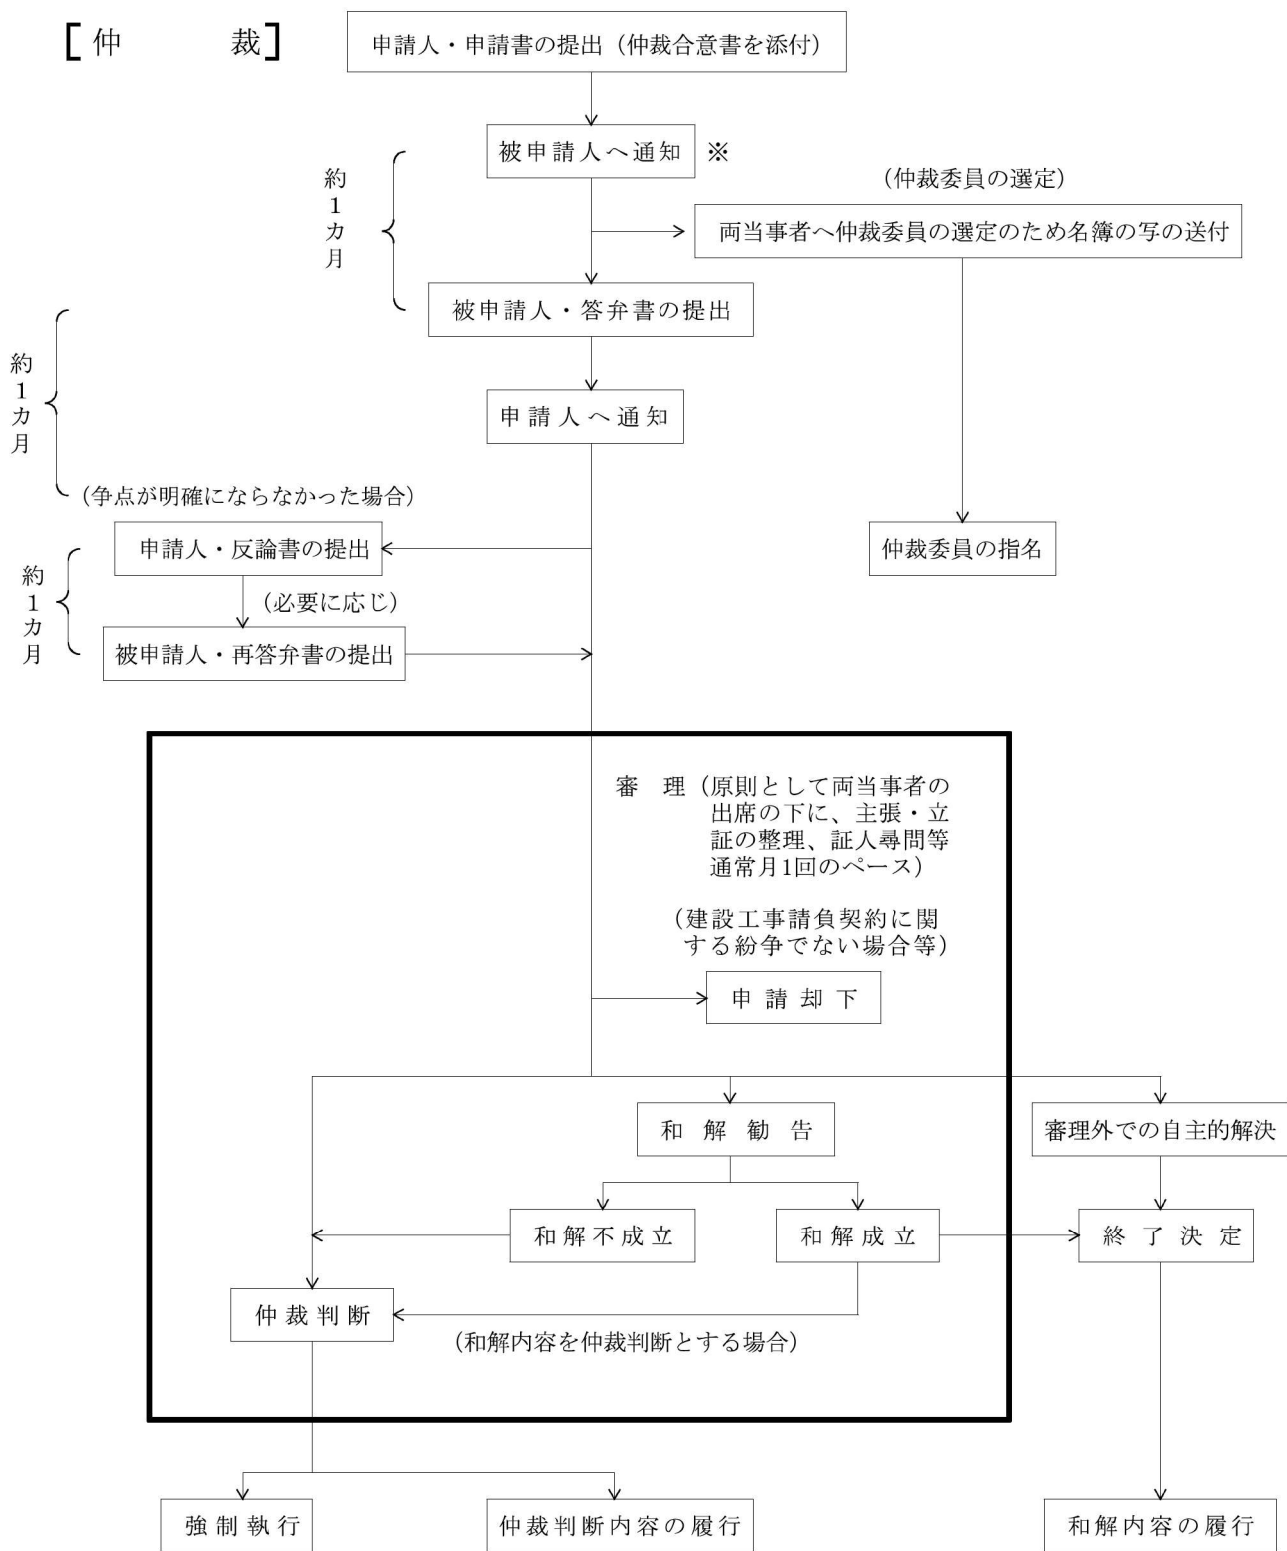 [仲 裁]
申請人・申請書の提出（仲裁合意書を添付）
被申請人へ通知 ※
約1カ月
（仲裁委員の選定）
両当事者へ仲裁委員の選定のため名簿の写の送付
被申請人・答弁書の提出
約1カ月
申請人へ通知
（争点が明確にならなかった場合）
申請人・反論書の提出
仲裁委員の指名
約1カ月
（必要に応じ）
被申請人・再答弁書の提出
審 理（原則として両当事者の
出席の下に、主張・立
証の整理、証人尋問等
通常月1回のペース）
（建設工事請負契約に関
する紛争でない場合等）
申請却下
和解勧告
審理外での自主的解決
和解不成立
和解成立
終了決定
仲裁判断
（和解内容を仲裁判断とする場合）
強制執行
仲裁判断内容の履行
和解内容の履行